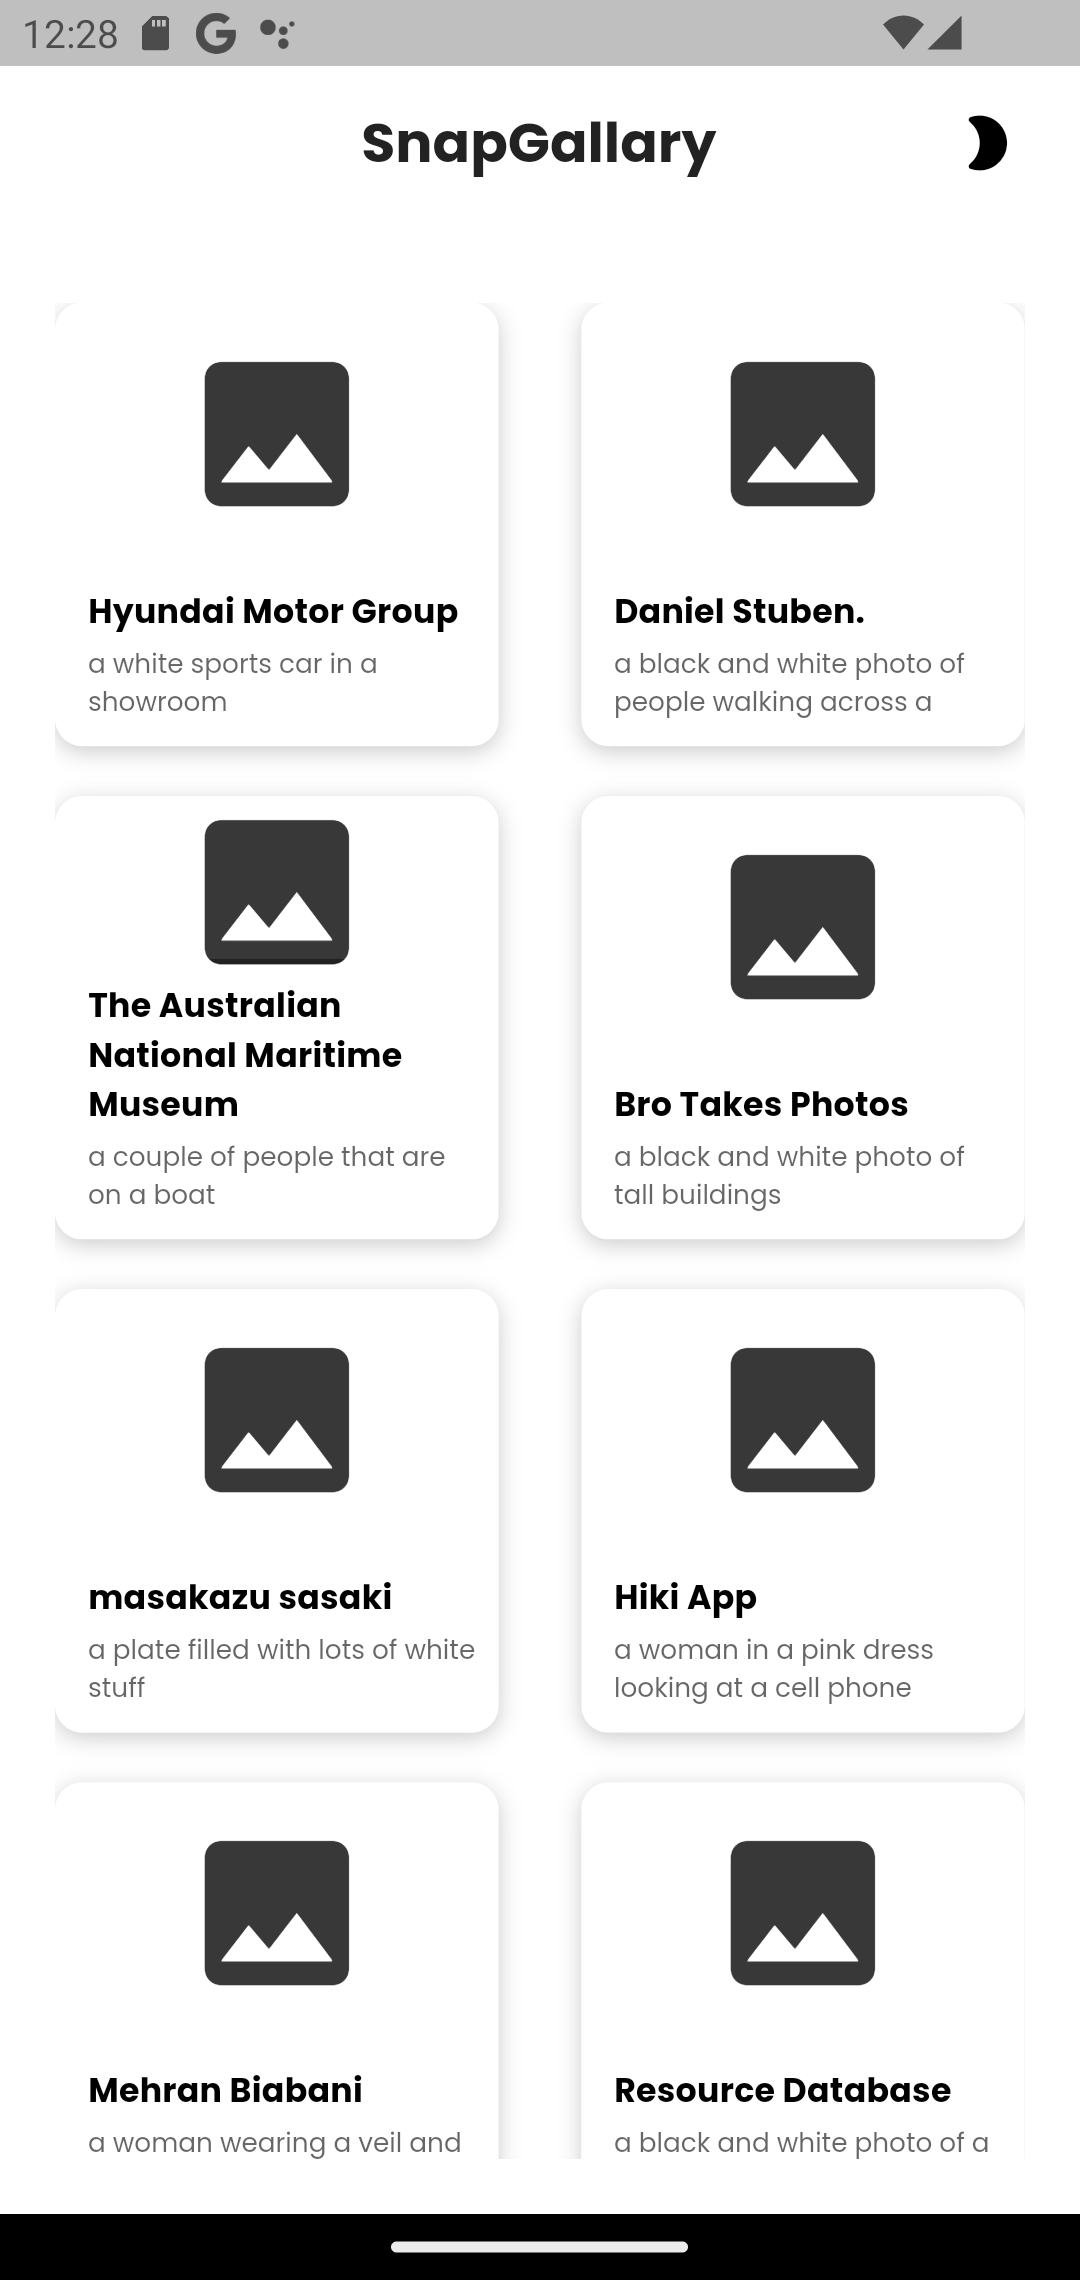 12:28
SnapGallary
Hyundai Motor Group
a white sports car in a
showroom
Daniel Stuben.
a black and white photo of
people walking across a
The Australian
National Maritime
Museum
a couple of people that are
on a boat
Bro Takes Photos
a black and white photo of
tall buildings
masakazu sasaki
a plate filled with lots of white
stuff
Hiki App
a woman in a pink dress
looking at a cell phone
Mehran Biabani
a woman wearing a veil and
Resource Database
a black and white photo of a